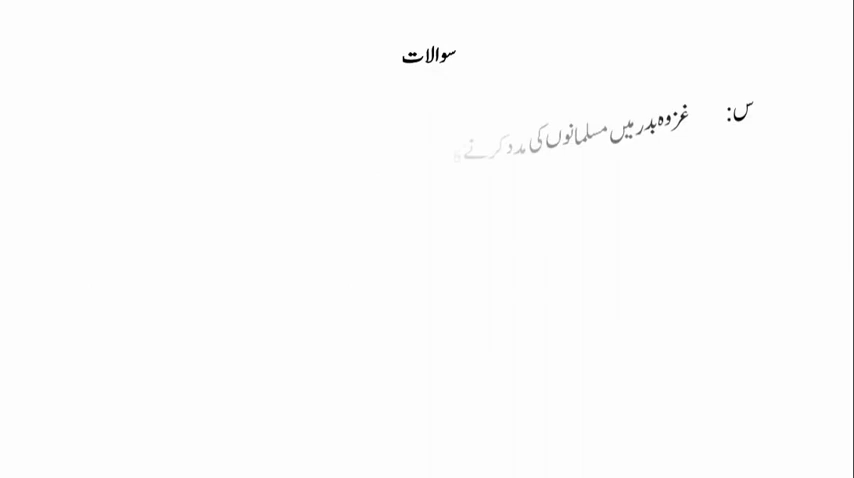 سوالات
س: غزوہ بدر میں مسلمانوں کی مدد کرنے